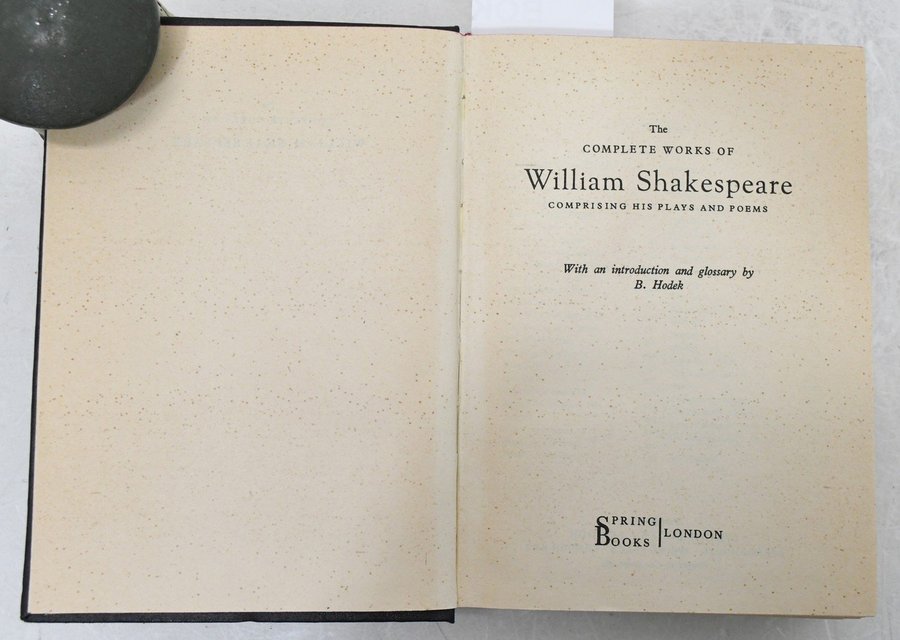 The
COMPLETE WORKS OF
William Shakespeare
COMPRISING HIS PLAYS AND POEMS
With an introduction and glossary by
B. Hodek
SPRING
BOOKS
LONDON